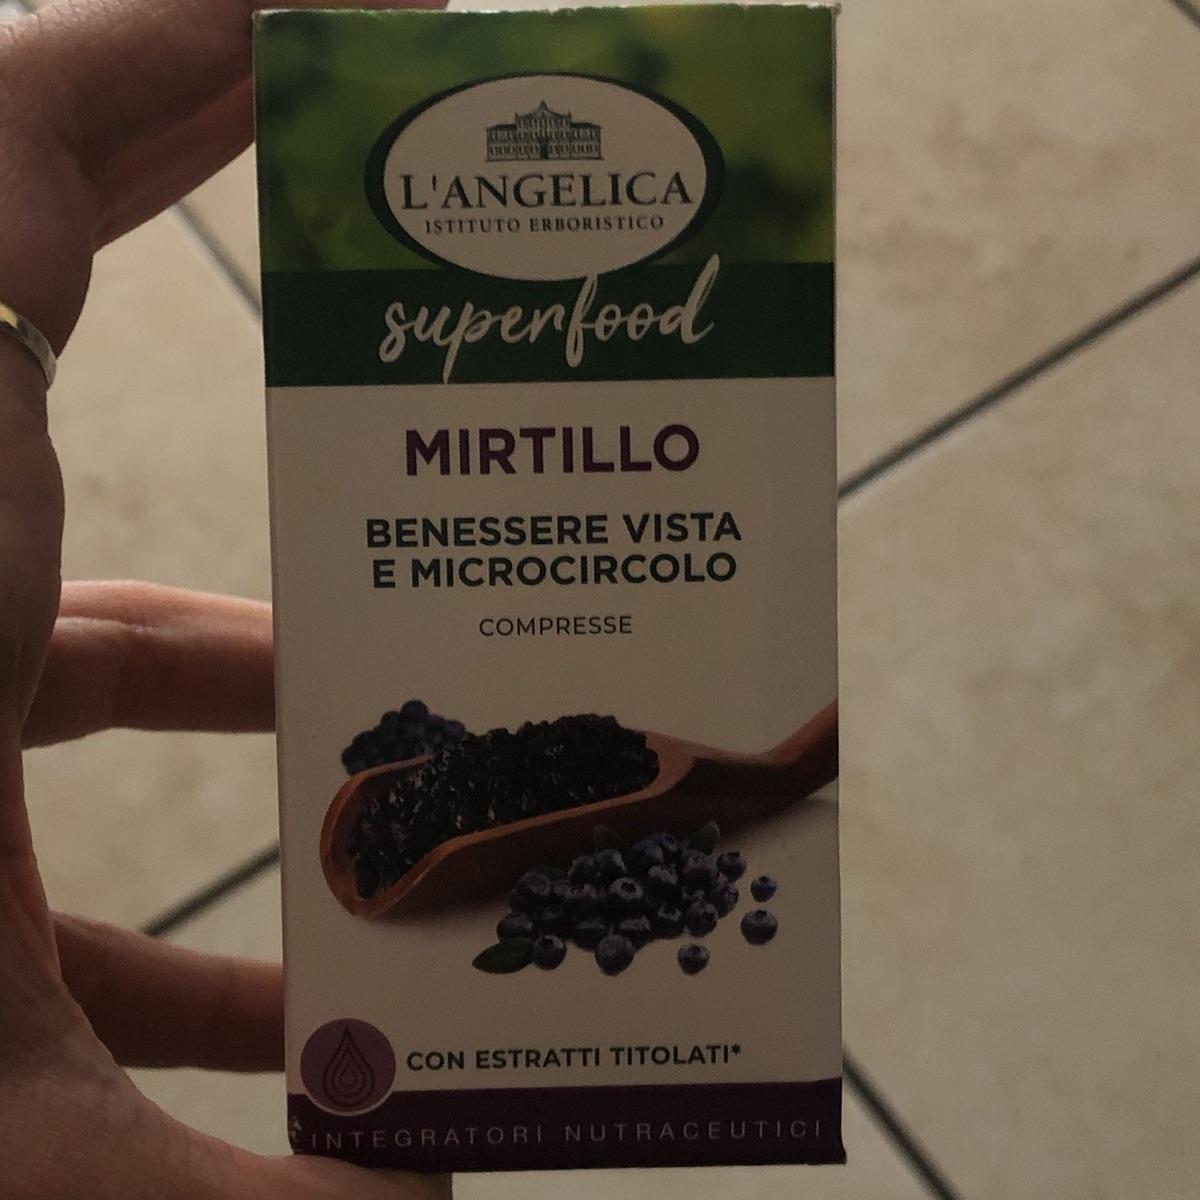 L'ANGELICA
ISTITUTO ERBORISTICO
superfood
MIRTILLO
BENESSERE VISTA
E MICROCIRCOLO
COMPRESSE
CON ESTRATTI TITOLATI*
INTEGRATORI NUTRACEUTICI